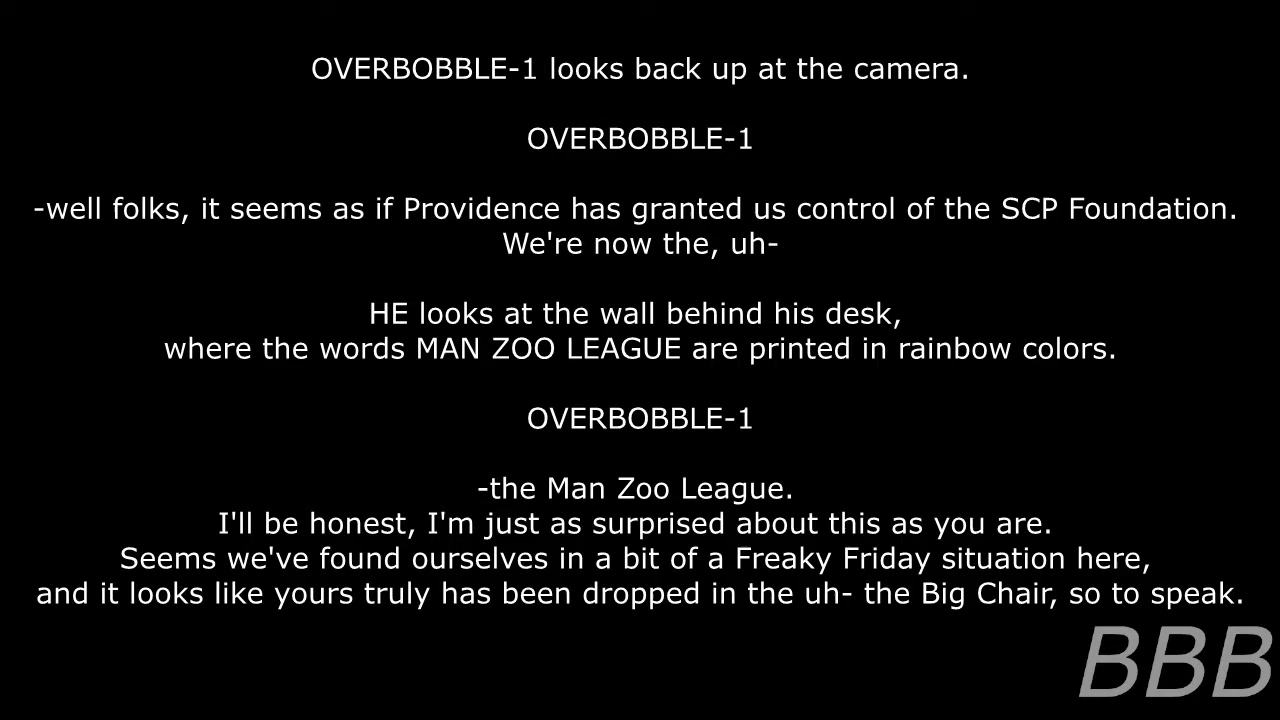 OVERBOBBLE-1 looks back up at the camera.
OVERBOBBLE-1
-well folks, it seems as if Providence has granted us control of the SCP Foundation.
We're now the, uh-
HE looks at the wall behind his desk,
where the words MAN ZOO LEAGUE are printed in rainbow colors.
OVERBOBBLE-1
-the Man Zoo League.
I'll be honest, I'm just as surprised about this as you are.
Seems we've found ourselves in a bit of a Freaky Friday situation here,
and it looks like yours truly has been dropped in the uh- the Big Chair, so to speak.
BBB